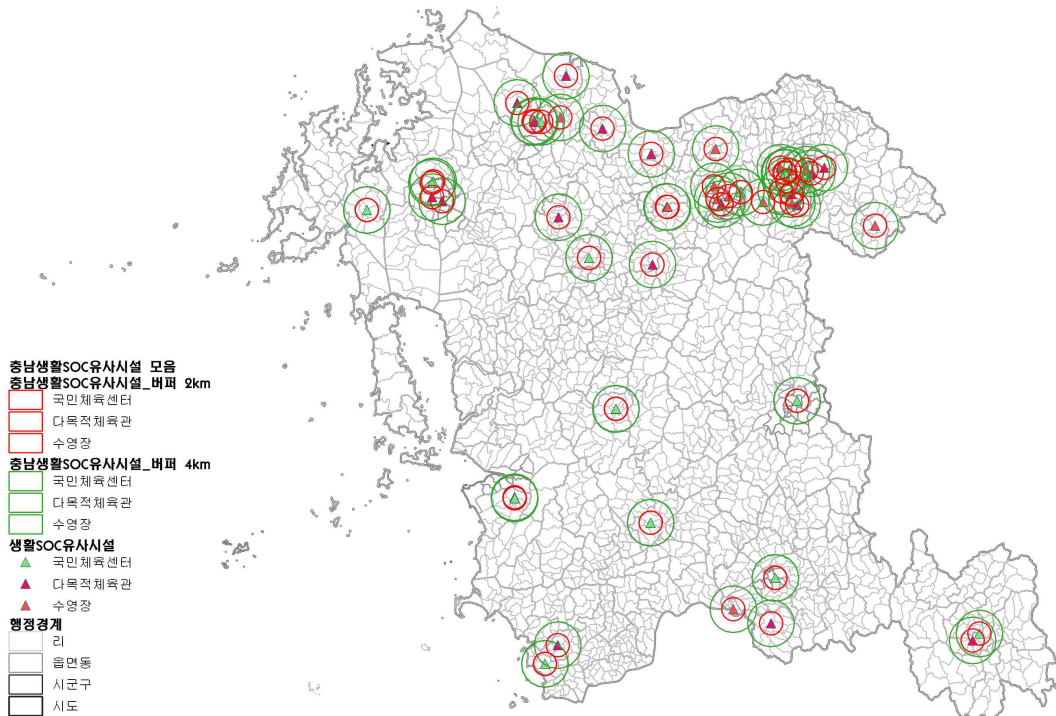 충남생활SOC유사시설 모음
충남생활SOC유사시설_버퍼 2km
국민체육센터
다목적체육관
수영장
충남생활SOC유사시설_버퍼 4km
국민체육센터
다목적체육관
수영장
생활SOC유사시설
국민체육센터
다목적체육관
수영장
행정경계
리
읍면동
시군구
시도